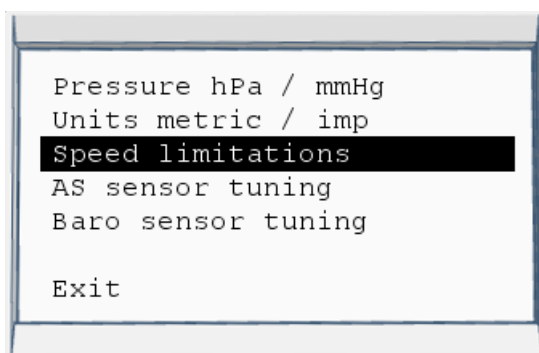 Pressure hPa / mmHg
Units metric / imp
Speed limitations
AS sensor tuning
Baro sensor tuning
Exit